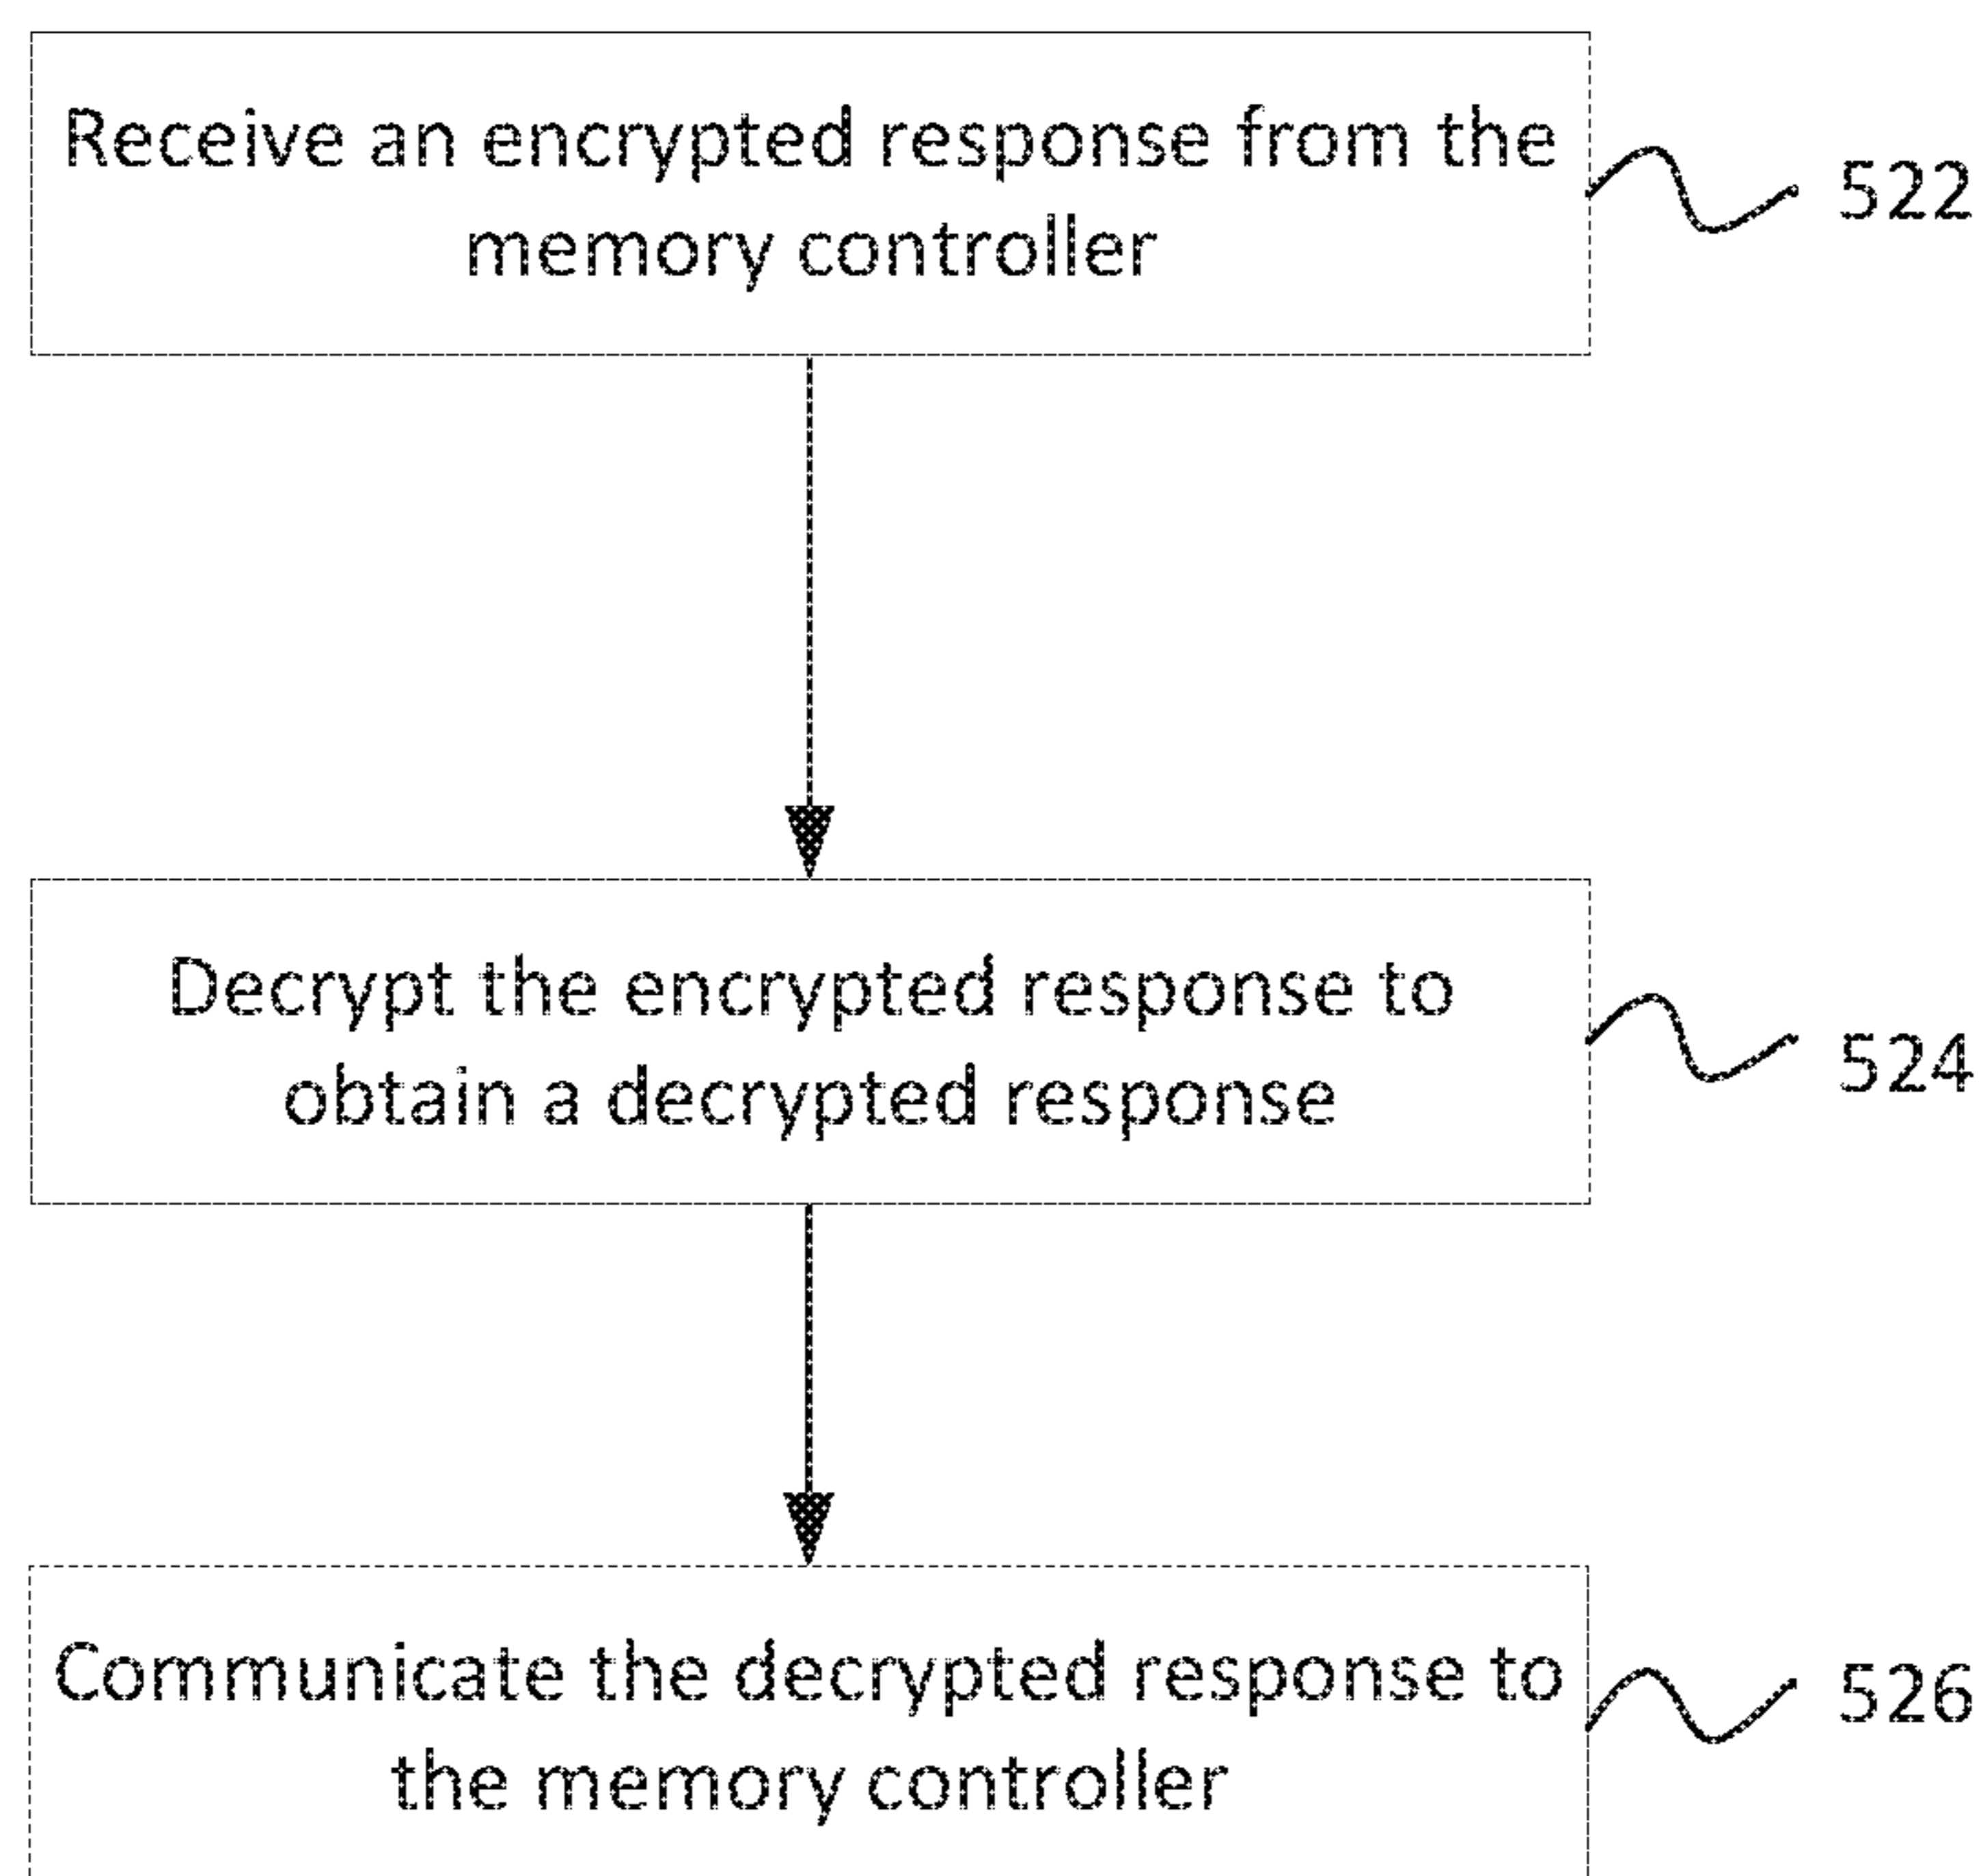 Receive an encrypted response from the
memory controller
522
Decrypt the encrypted response to
obtain a decrypted response
524
Communicate the decrypted response to
the memory controller
526